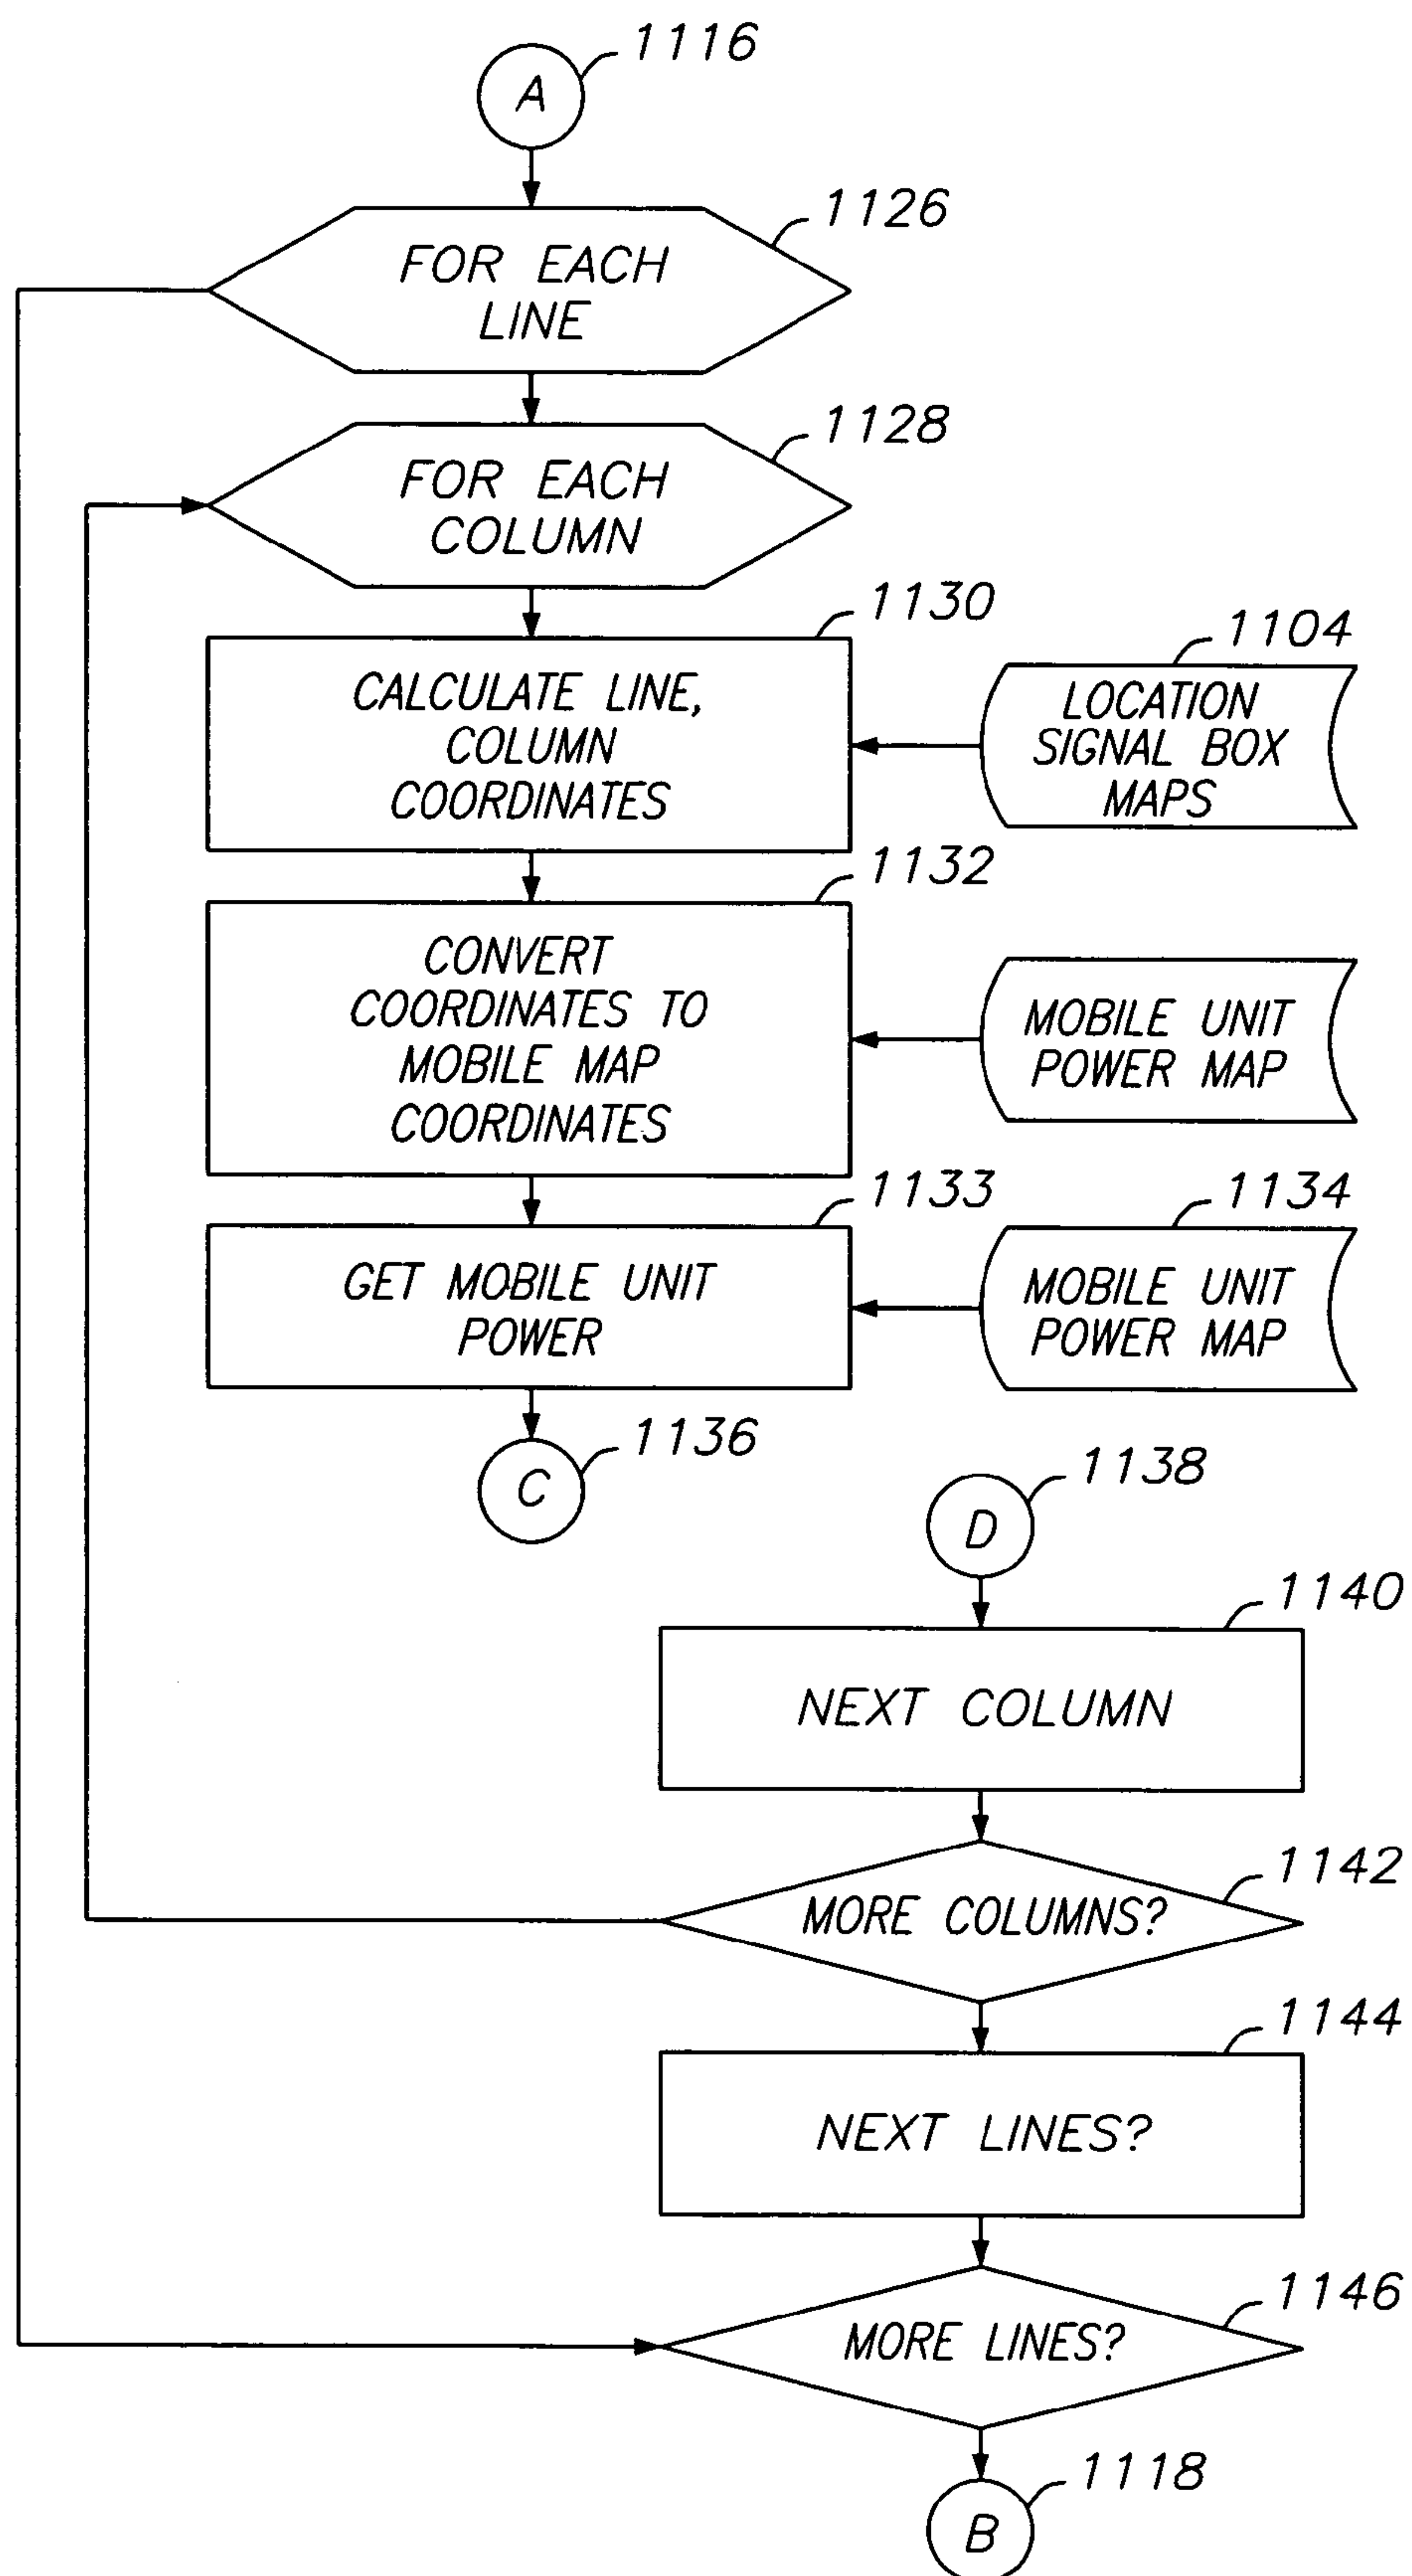 1116
A
1126
FOR EACH
LINE
1128
FOR EACH
COLUMN
1130
CALCULATE LINE,
COLUMN
COORDINATES
1104
LOCATION
SIGNAL BOX
MAPS
1132
CONVERT
COORDINATES TO
MOBILE MAP
COORDINATES
MOBILE UNIT
POWER MAP
1133
GET MOBILE UNIT
POWER
1134
MOBILE UNIT
POWER MAP
1136
C
1138
D
1140
NEXT COLUMN
1142
MORE COLUMNS?
1144
NEXT LINES?
1146
MORE LINES?
1118
B